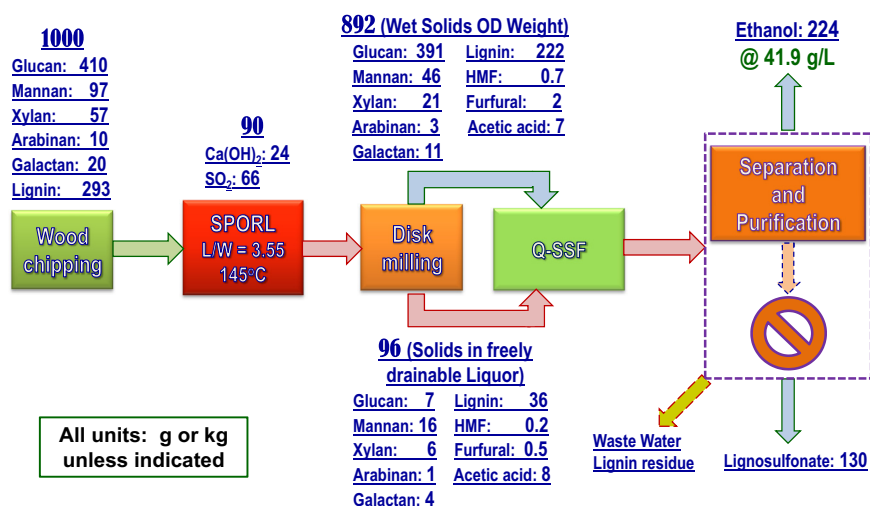 1000
Glucan: 410
Mannan: 97
Xylan: 57
Arabinan: 10
Galactan: 20
Lignin: 293
Wood
chipping
90
Ca(OH)2: 24
SO2: 66
SPORL
L/W = 3.55
145°C
892 (Wet Solids OD Weight)
Glucan: 391 Lignin: 222
Mannan: 46 HMF: 0.7
Xylan: 21 Furfural: 2
Arabinan: 3 Acetic acid: 7
Galactan: 11
Disk
milling
Q-SSF
96 (Solids in freely
drainable Liquor)
Glucan: 7 Lignin: 36
Mannan: 16 HMF: 0.2
Xylan: 6 Furfural: 0.5
Arabinan: 1 Acetic acid: 8
Galactan: 4
Ethanol: 224
@ 41.9 g/L
Separation
and
Purification
Waste Water
Lignin residue
Lignosulfonate: 130
All units: g or kg
unless indicated